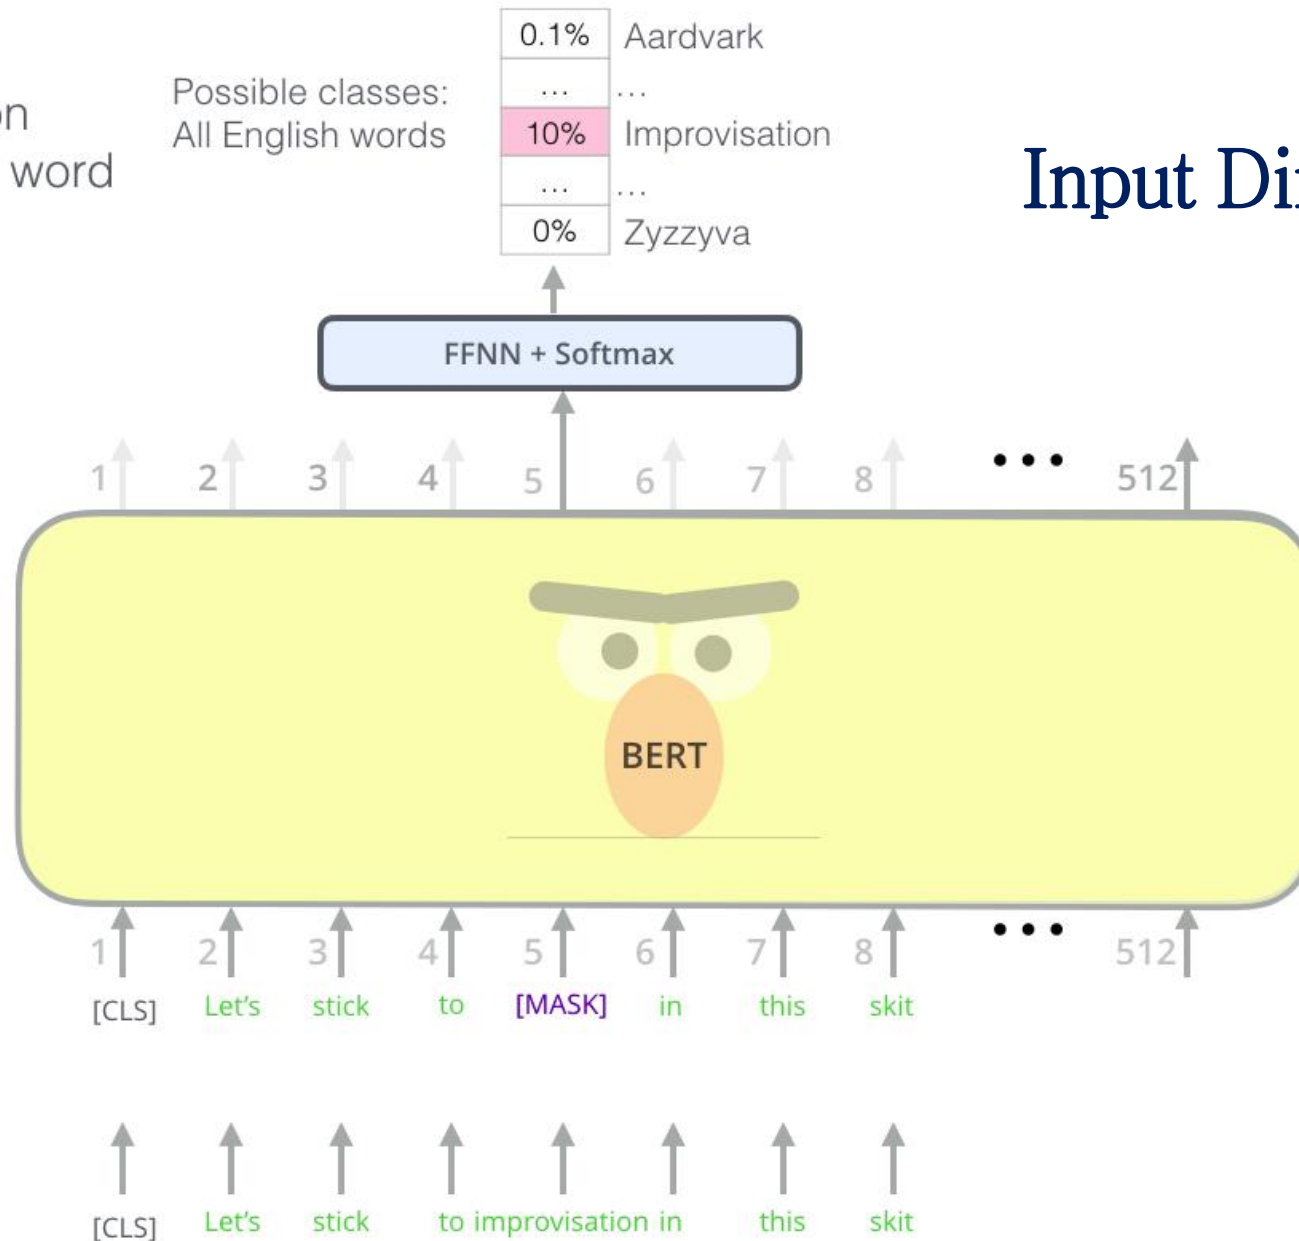 0.1% Aardvark
... ...
10% Improvisation
... ...
0% Zyzzyva
Possible classes:
All English words
word
Input
FFNN + Softmax
1 2 3 4 5 6 7 8 ••• 512
BERT
1 2 3 4 5 6 7 8 ••• 512
[CLS] Let's stick to [MASK] in this skit
[CLS] Let's stick to improvisation in this skit